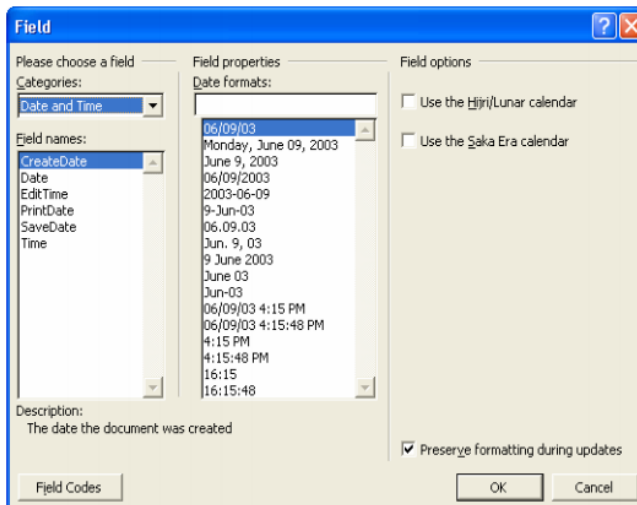 Field
Please choose a field
Categories:
Date and Time
Field names:
CreateDate
Date
EditTime
PrintDate
SaveDate
Time
Field properties
Date formats:
06/09/03
Monday, June 09, 2003
June 9, 2003
06/09/2003
2003-06-09
9-Jun-03
06.09.03
Jun. 9, 03
9 June 2003
June 03
Jun-03
06/09/03 4:15 PM
06/09/03 4:15:48 PM
4:15 PM
4:15:48 PM
16:15
16:15:48
Field options
Use the Hijri/Lunar calendar
Use the Saka Era calendar
Description:
The date the document was created
Preserve formatting during updates
Field Codes
OK
Cancel